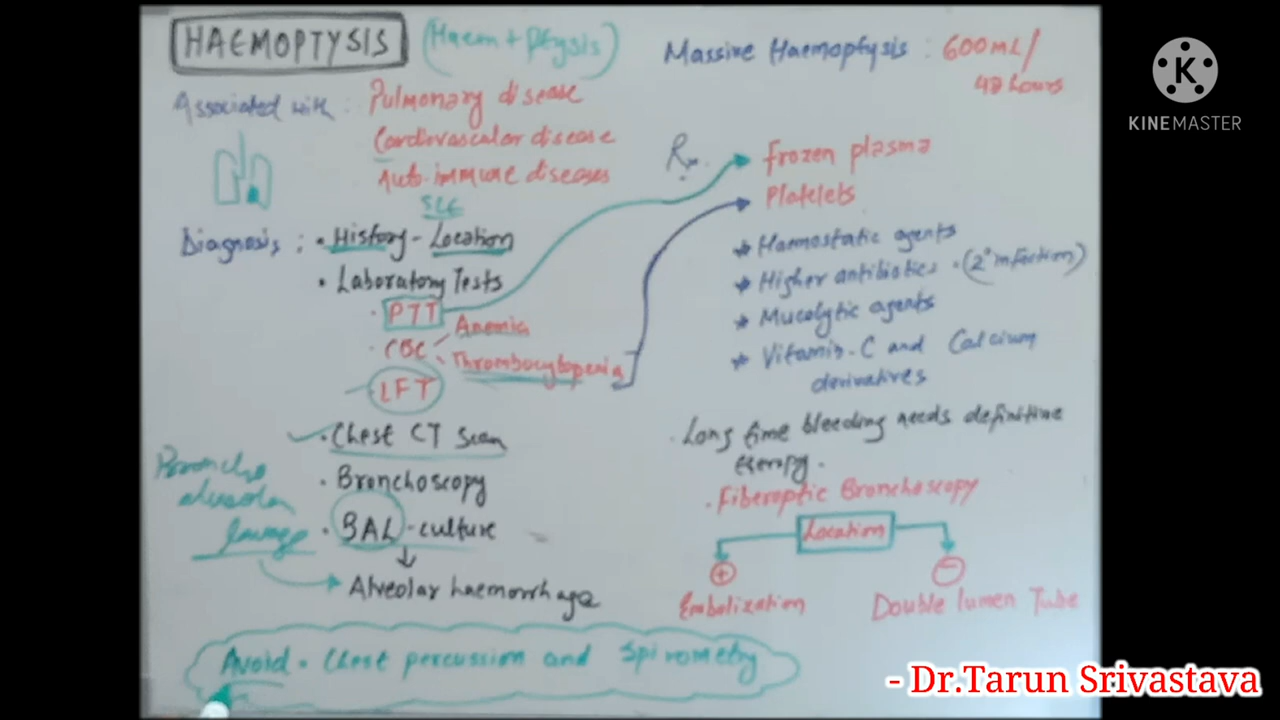 HAEMOPTYSIS (Haem + Ptysis)
Associated with : Pulmonary disease
Cardiovascular disease
Auto-immune diseases
SLE
Diagnosis : • History - Location
• Laboratory Tests
• PTT
• CBC Anemia
Thrombocytopenia
LFT
• Chest CT Scan
• Bronchoscopy
• BAL - culture
Broncho
alveolar
lavage
Alveolar haemorrhage
Avoid • Chest percussion and Spirometry
Massive Haemoptysis : 600mL/
48 hours
Rx. Frozen plasma
Platelets
* Haemostatic agents
* Higher antibiotics • (2° infection)
* Mucolytic agents
* Vitamin-C and Calcium
derivatives
• Long time bleeding needs definitive
therapy.
• Fiberoptic Bronchoscopy
Location
+ −
Embolization Double lumen Tube
K
KINEMASTER
- Dr.Tarun Srivastava